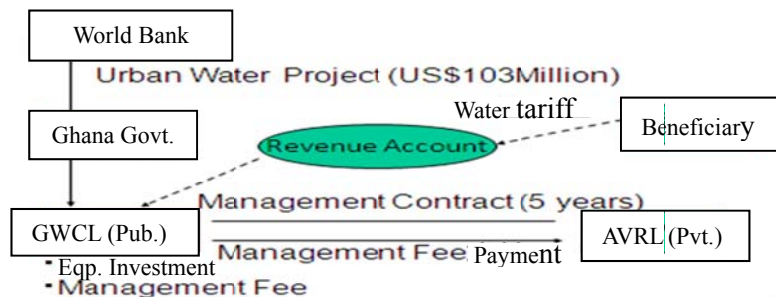 World Bank
Urban Water Project (US$103Million)
Water tariff
Ghana Govt.
Beneficiary
Revenue Account
Management Contract (5 years)
GWCL (Pub.)
AVRL (Pvt.)
Management Fee Payment
・Eqp. Investment
・Management Fee